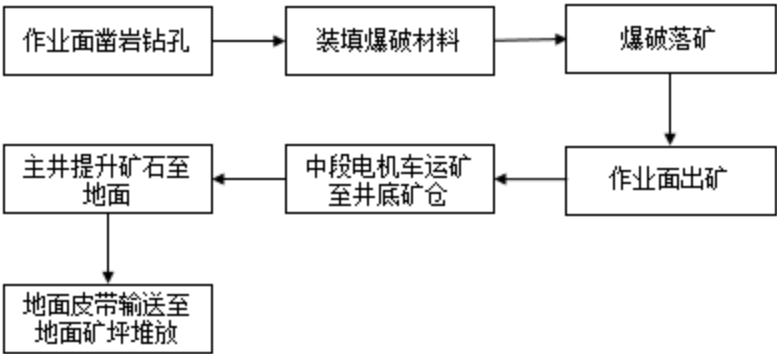 作业面凿岩钻孔
装填爆破材料
爆破落矿
作业面出矿
中段电机车运矿
至井底矿仓
主井提升矿石至
地面
地面皮带输送至
地面矿坪堆放